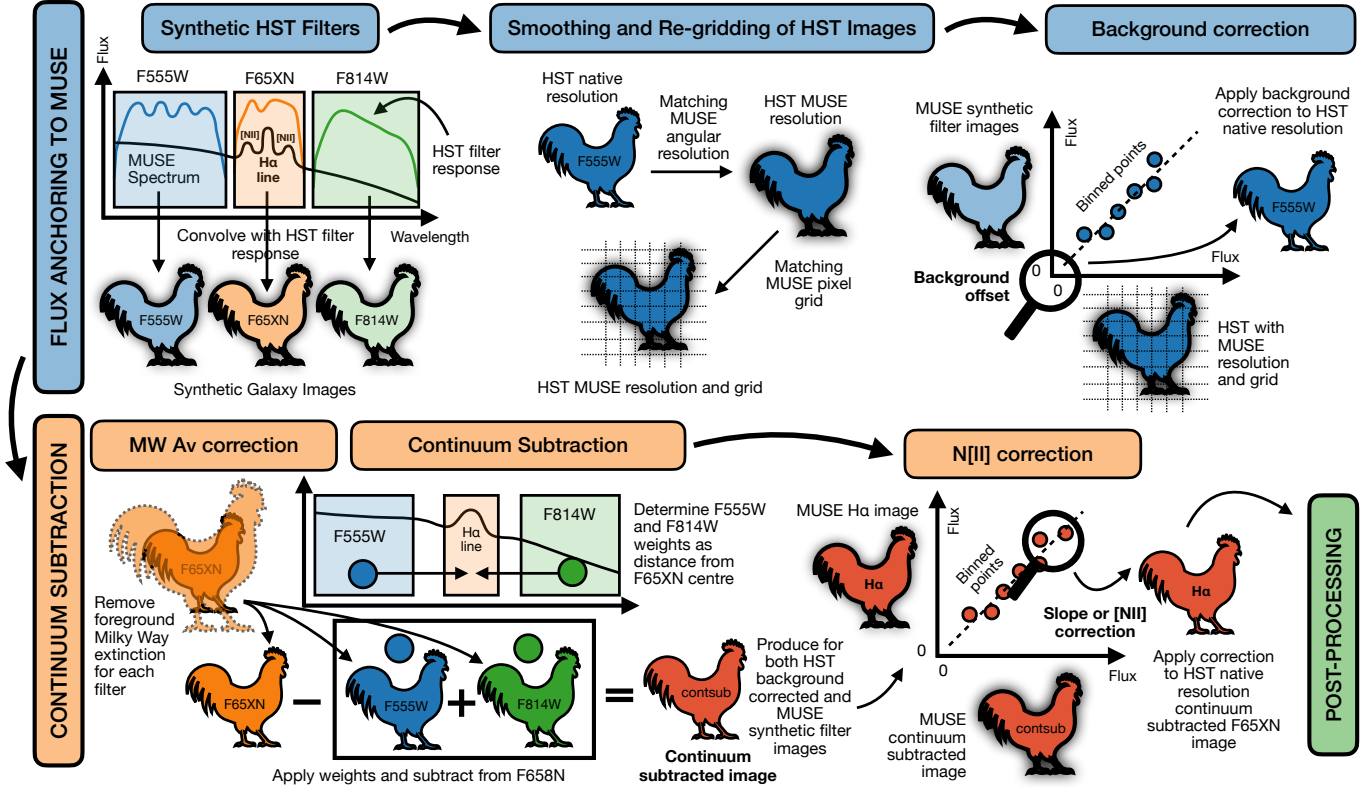 FLUX ANCHORING TO MUSE
Synthetic HST Filters
Smoothing and Re-gridding of HST Images
Background correction
Flux
F555W
F65XN
F814W
[NII]
[NII]
MUSE
Spectrum
Hα
line
HST filter
response
Wavelength
Convolve with HST filter
response
F555W
F65XN
F814W
Synthetic Galaxy Images
HST native
resolution
F555W
Matching
MUSE
angular
resolution
HST MUSE
resolution
Matching
MUSE pixel
grid
HST MUSE resolution and grid
MUSE synthetic
filter images
Flux
Binned points
Apply background
correction to HST
native resolution
F555W
Flux
0
0
Background
offset
HST with
MUSE
resolution
and grid
CONTINUUM SUBTRACTION
MW Av correction
Continuum Subtraction
N[II] correction
F65XN
Remove
foreground
Milky Way
extinction
for each
filter
F555W
Hα
line
F814W
Determine F555W
and F814W
weights as
distance from
F65XN centre
F65XN
F555W
+
F814W
=
contsub
Apply weights and subtract from F658N
Continuum
subtracted image
Produce for
both HST
background
corrected and
MUSE
synthetic filter
images
MUSE Hα image
Hα
Flux
Binned
points
0
0
Flux
Slope or [NII]
correction
MUSE
continuum
subtracted
image
contsub
Hα
Apply correction
to HST native
resolution
continuum
subtracted F65XN
image
POST-PROCESSING